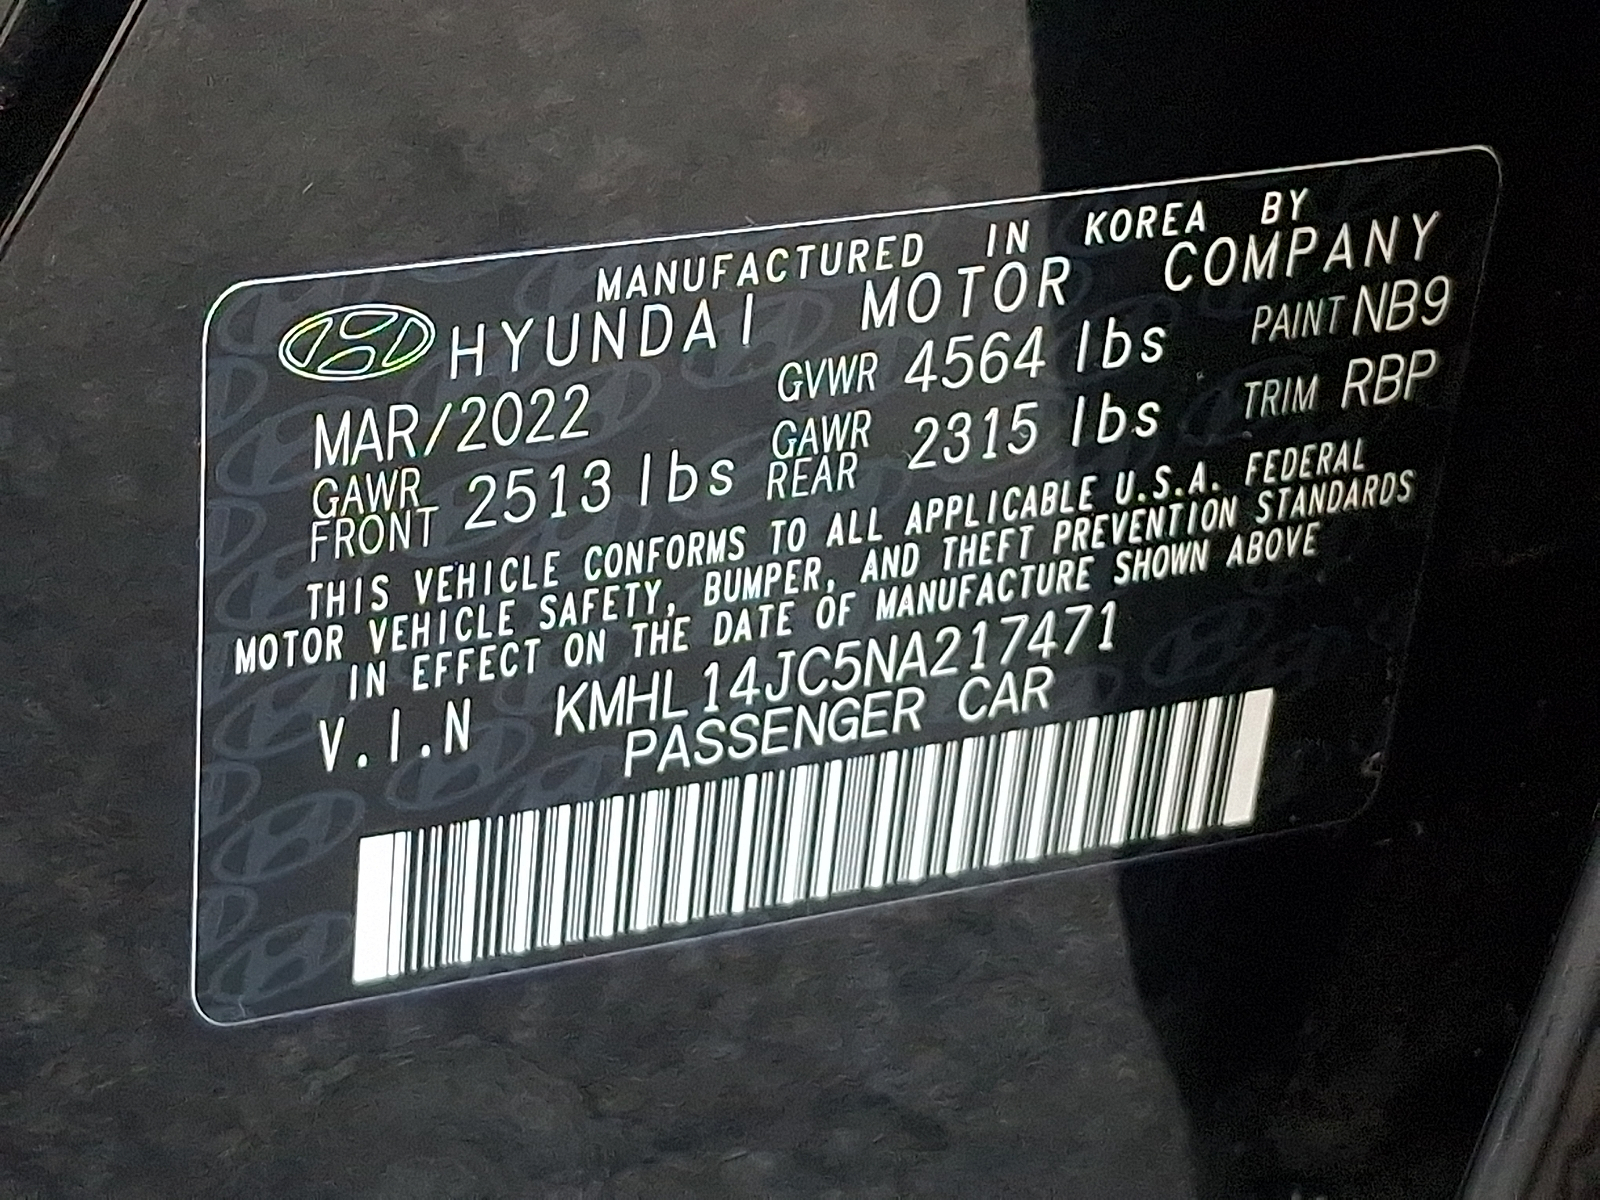 MANUFACTURED IN KOREA BY
HYUNDAI MOTOR COMPANY
MAR/2022 GVWR 4564 lbs PAINT NB9
GAWR FRONT 2513 lbs GAWR REAR 2315 lbs TRIM RBP
THIS VEHICLE CONFORMS TO ALL APPLICABLE U.S.A. FEDERAL
MOTOR VEHICLE SAFETY, BUMPER, AND THEFT PREVENTION STANDARDS
IN EFFECT ON THE DATE OF MANUFACTURE SHOWN ABOVE
V.I.N KMHL14JC5NA217471
PASSENGER CAR